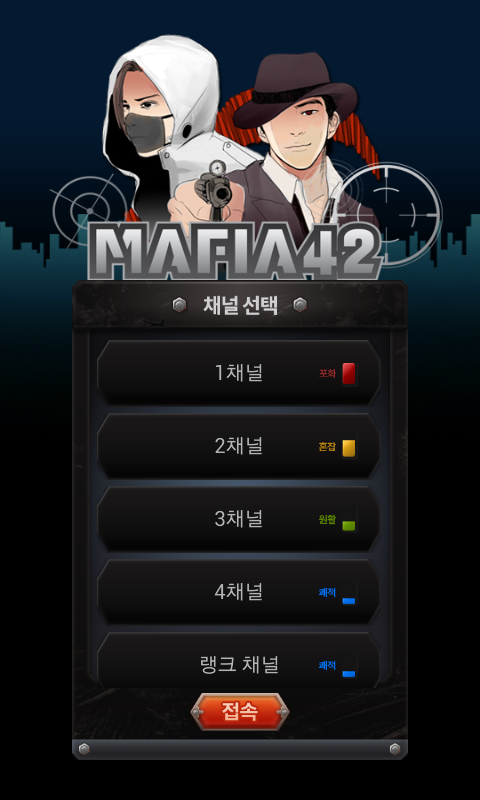 MAFIA42
채널 선택
1채널 포화
2채널 혼잡
3채널 원활
4채널 쾌적
랭크 채널 쾌적
접속